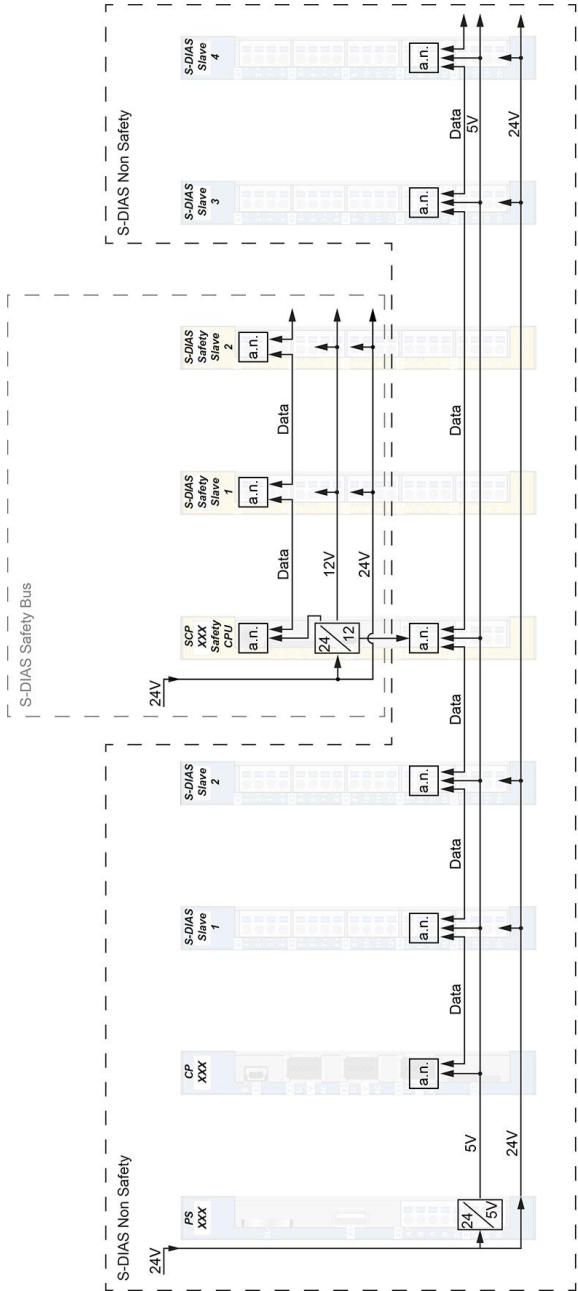 S-DIAS
Slave
4
S-DIAS Non Safety
a.n.
Data
5V
24V
S-DIAS
Slave
3
a.n.
S-DIAS
Safety
Slave
2
a.n.
Data
Data
S-DIAS
Safety
Slave
1
a.n.
Data
12V
24V
S-DIAS Safety Bus
SCP
XXX
Safety
CPU
a.n.
24/12
a.n.
24V
Data
S-DIAS
Slave
2
a.n.
Data
S-DIAS
Slave
1
a.n.
Data
CP
XXX
a.n.
5V
24V
S-DIAS Non Safety
PS
XXX
24/5V
24V